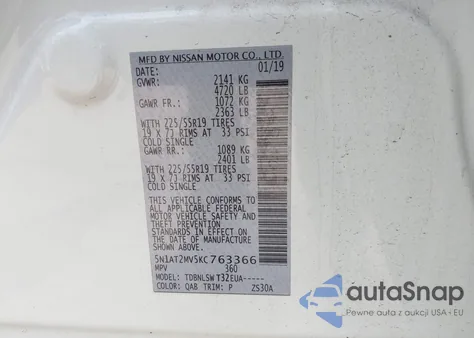 MFD BY NISSAN MOTOR CO., LTD.
DATE: 01/19
GVWR: 2141 KG
4720 LB
GAWR FR.: 1072 KG
2363 LB
WITH 225/55R19 TIRES
19 X 7J RIMS AT 33 PSI
COLD SINGLE
GAWR RR.: 1089 KG
2401 LB
WITH 225/55R19 TIRES
19 X 7J RIMS AT 33 PSI
COLD SINGLE
THIS VEHICLE CONFORMS TO
ALL APPLICABLE FEDERAL
MOTOR VEHICLE SAFETY,
BUMPER, AND THEFT PREVENTION
STANDARDS IN EFFECT ON THE
DATE OF MANUFACTURE
SHOWN ABOVE.
5N1AT2MV5KC763366
MPV 360
TDBNLSWT32EUA-----
COLOR: QAB TRIM: P ZS30A
autoSnap
Auto z aukcji USA - EU